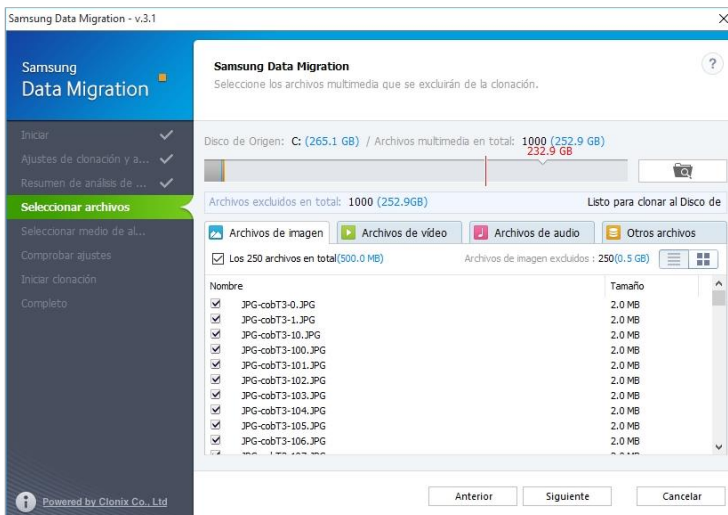 Samsung Data Migration - v.3.1
Samsung
Data Migration
Samsung Data Migration
Seleccione los archivos multimedia que se excluirán de la clonación.
?
Iniciar
Ajustes de clonación y a...
Resumen de análisis de ...
Seleccionar archivos
Seleccionar medio de al...
Comprobar ajustes
Iniciar clonación
Completo
Disco de Origen: C: (265.1 GB) / Archivos multimedia en total: 1000 (252.9 GB)
232.9 GB
Archivos excluidos en total: 1000 (252.9GB)
Listo para clonar al Disco de
Archivos de imagen
Archivos de vídeo
Archivos de audio
Otros archivos
Los 250 archivos en total(500.0 MB)
Archivos de imagen excluidos : 250(0.5 GB)
Nombre Tamaño
JPG-cobT3-0.JPG 2.0 MB
JPG-cobT3-1.JPG 2.0 MB
JPG-cobT3-10.JPG 2.0 MB
JPG-cobT3-100.JPG 2.0 MB
JPG-cobT3-101.JPG 2.0 MB
JPG-cobT3-102.JPG 2.0 MB
JPG-cobT3-103.JPG 2.0 MB
JPG-cobT3-104.JPG 2.0 MB
JPG-cobT3-105.JPG 2.0 MB
JPG-cobT3-106.JPG 2.0 MB
Powered by Clonix Co., Ltd
Anterior
Siguiente
Cancelar